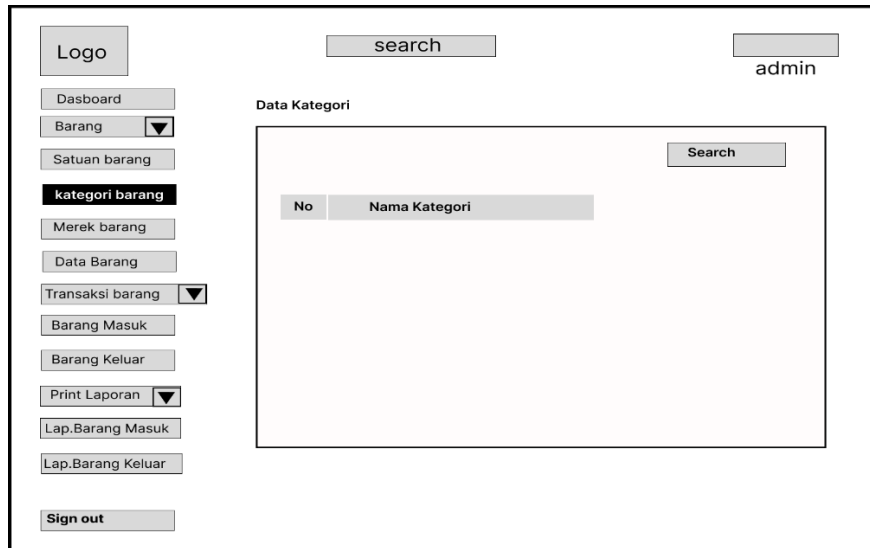 Logo
search
admin
Dasboard
Barang
Satuan barang
kategori barang
Merek barang
Data Barang
Transaksi barang
Barang Masuk
Barang Keluar
Print Laporan
Lap.Barang Masuk
Lap.Barang Keluar
Sign out
Data Kategori
Search
No Nama Kategori